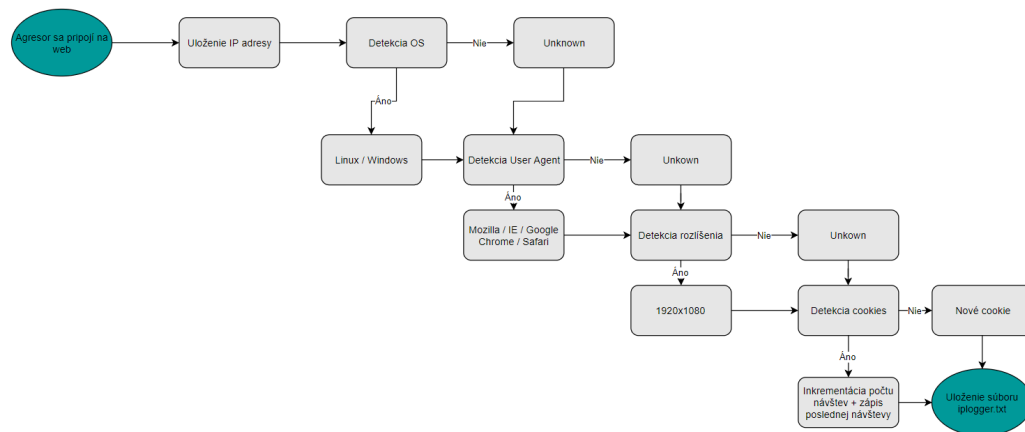 Agresor sa pripojí na
web
Uloženie IP adresy
Detekcia OS
Nie
Unknown
Áno
Linux / Windows
Detekcia User Agent
Nie
Unkown
Áno
Mozilla / IE / Google
Chrome / Safari
Detekcia rozlíšenia
Nie
Unkown
Áno
1920x1080
Detekcia cookies
Nie
Nové cookie
Áno
Inkrementácia počtu
návštev + zápis
poslednej návštevy
Uloženie súboru
iplogger.txt